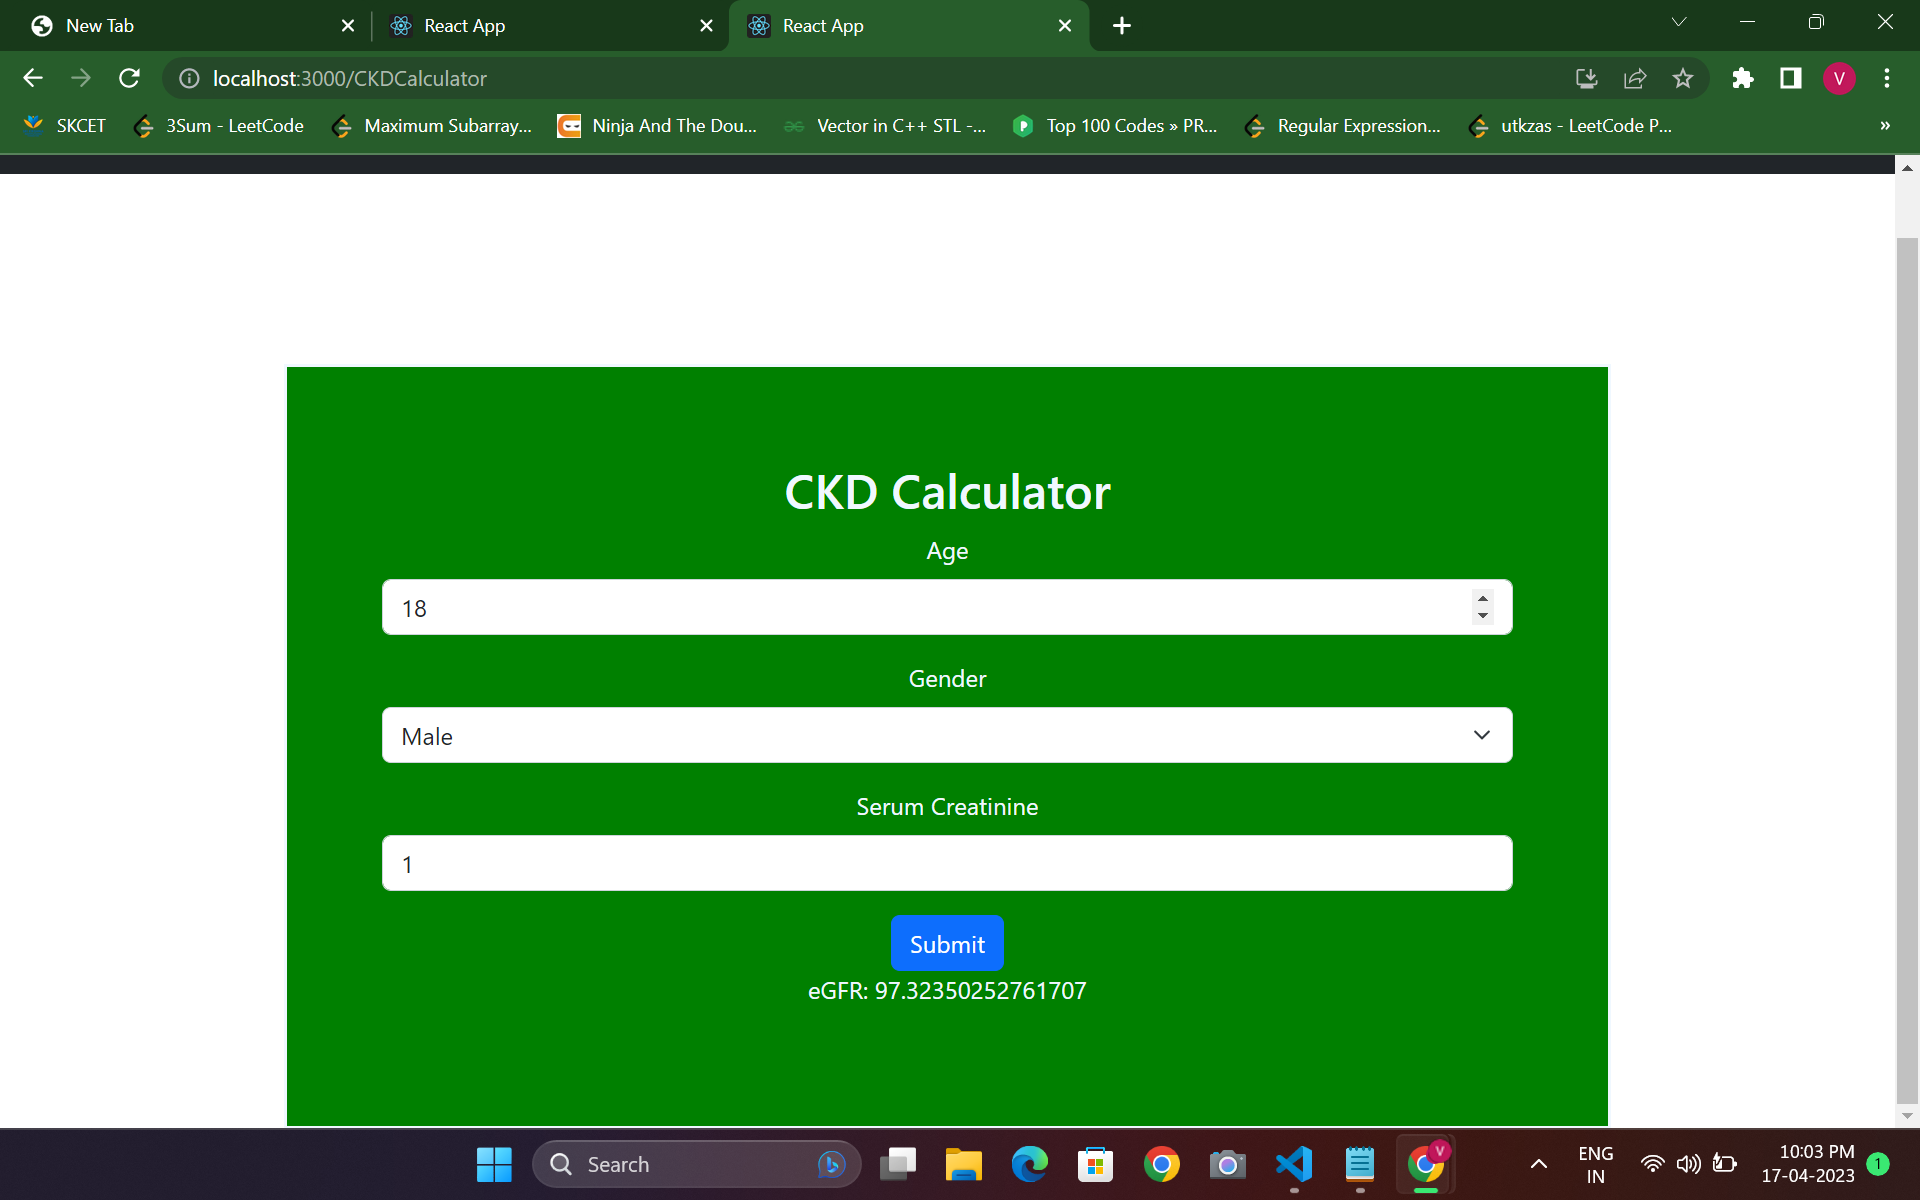 New Tab
React App
React App
localhost:3000/CKDCalculator
V
SKCET
3Sum - LeetCode
Maximum Subarray...
Ninja And The Dou...
Vector in C++ STL -...
Top 100 Codes » PR...
Regular Expression...
utkzas - LeetCode P...
»
CKD Calculator
Age
18
Gender
Male
Serum Creatinine
1
Submit
eGFR: 97.32350252761707
Search
V
ENG
IN
10:03 PM
17-04-2023
1